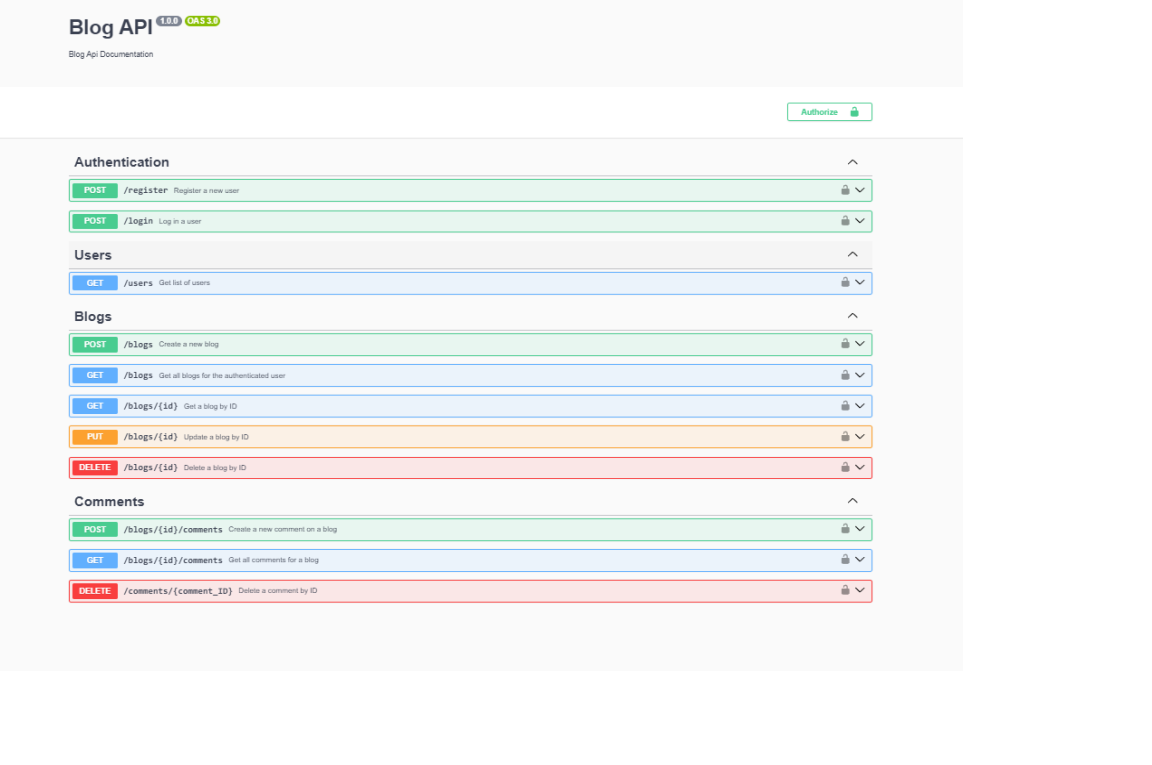 Blog API 1.0.0 OAS 3.0
Blog Api Documentation
Authorize
Authentication
POST /register Register a new user
POST /login Log in a user
Users
GET /users Get list of users
Blogs
POST /blogs Create a new blog
GET /blogs Get all blogs for the authenticated user
GET /blogs/{id} Get a blog by ID
PUT /blogs/{id} Update a blog by ID
DELETE /blogs/{id} Delete a blog by ID
Comments
POST /blogs/{id}/comments Create a new comment on a blog
GET /blogs/{id}/comments Get all comments for a blog
DELETE /comments/{comment_ID} Delete a comment by ID